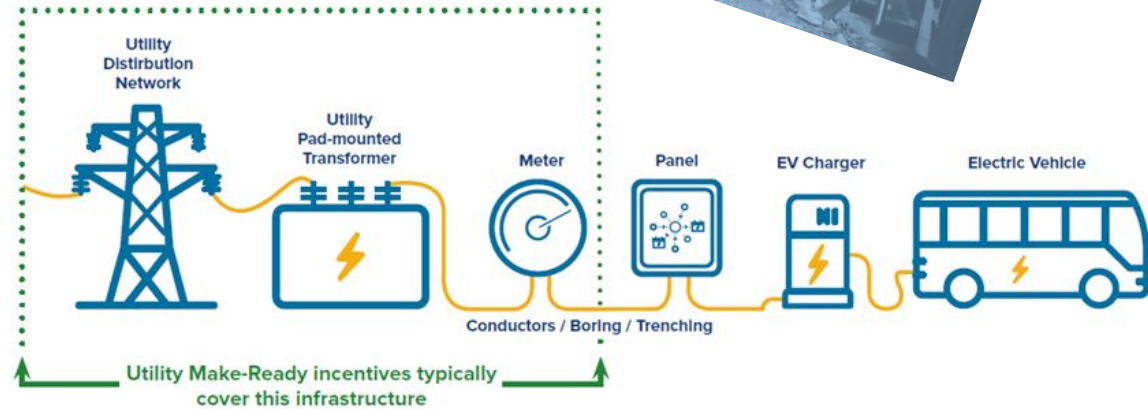 Utility
Distirbution
Network
Utility
Pad-mounted
Transformer
Meter
Panel
EV Charger
Electric Vehicle
Conductors / Boring / Trenching
Utility Make-Ready incentives typically
cover this infrastructure